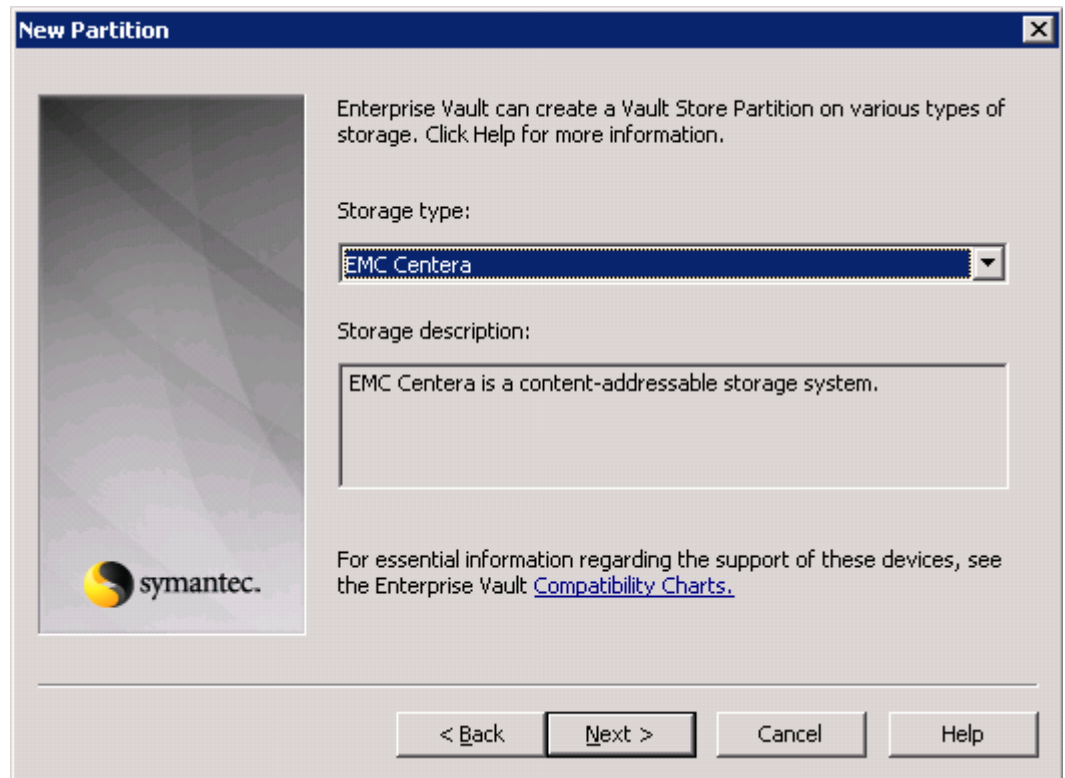 New Partition
Enterprise Vault can create a Vault Store Partition on various types of
storage. Click Help for more information.
Storage type:
EMC Centera
Storage description:
EMC Centera is a content-addressable storage system.
For essential information regarding the support of these devices, see
the Enterprise Vault Compatibility Charts.
symantec.
< Back
Next >
Cancel
Help